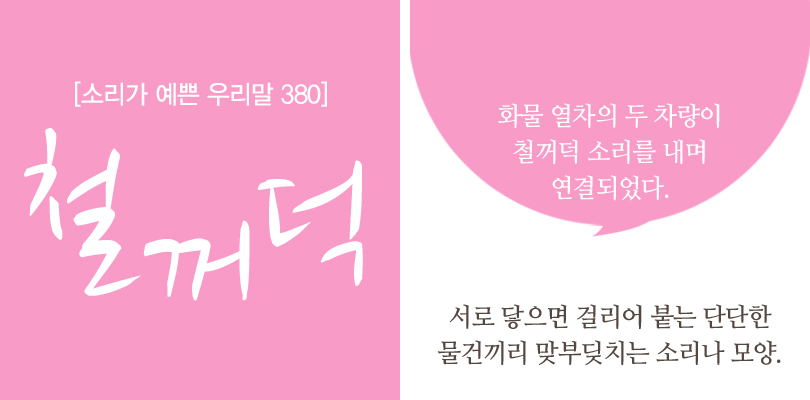 [소리가 예쁜 우리말 380]
철꺼덕
화물 열차의 두 차량이
철꺼덕 소리를 내며
연결되었다.
서로 닿으면 걸리어 붙는 단단한
물건끼리 맞부딪치는 소리나 모양.